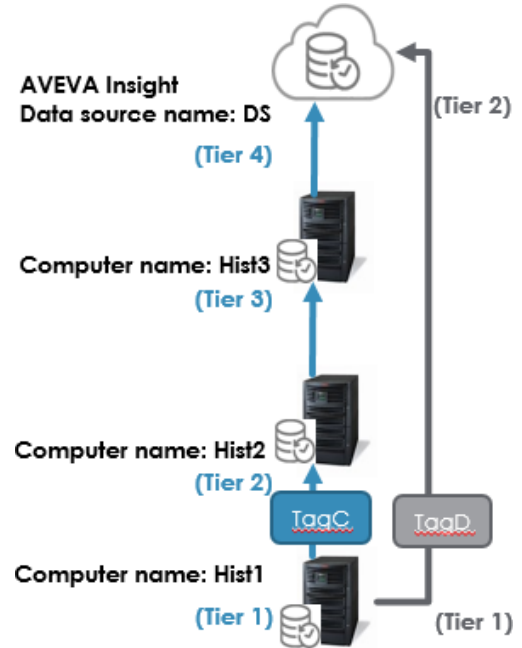 AVEVA Insight
Data source name: DS
(Tier 2)
(Tier 4)
Computer name: Hist3
(Tier 3)
Computer name: Hist2
(Tier 2)
TagC
TagD
Computer name: Hist1
(Tier 1)
(Tier 1)